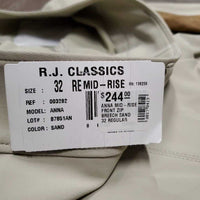 R.J. CLASSICS
SIZE : 32 RE MID-RISE
REF : 003282
MODEL : ANNA
LOT# : B7851AN
COLOR : SAND
$244.00
ANNA MID-RISE
FRONT ZIP
BREECH SAND
32 REGULAR